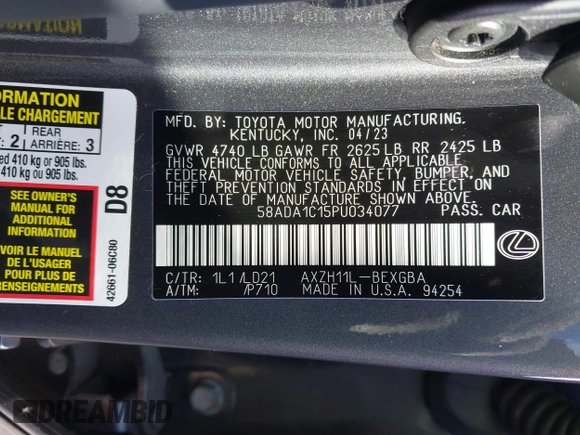 ORMATION
LE CHARGEMENT
2
REAR
ARRIÈRE
3
ed 410 kg or 905 lbs.
410 kg ou 905 lbs.
SEE OWNER'S
MANUAL FOR
ADDITIONAL
INFORMATION
VOIR LE MANUEL
DE L'USAGER
POUR PLUS DE
RENSEIGNEMENTS
D8
42661-06C80
MFD. BY: TOYOTA MOTOR MANUFACTURING,
KENTUCKY, INC. 04/23
GVWR 4740 LB GAWR FR 2625 LB RR 2425 LB
THIS VEHICLE CONFORMS TO ALL APPLICABLE
FEDERAL MOTOR VEHICLE SAFETY, BUMPER, AND
THEFT PREVENTION STANDARDS IN EFFECT ON
THE DATE OF MANUFACTURE SHOWN ABOVE.
58ADA1C15PU034077 PASS. CAR
C/TR: 1L1/LD21 AXZH11L-BEXGBA
A/TM: /P710 MADE IN U.S.A. 94254
DREAMBID